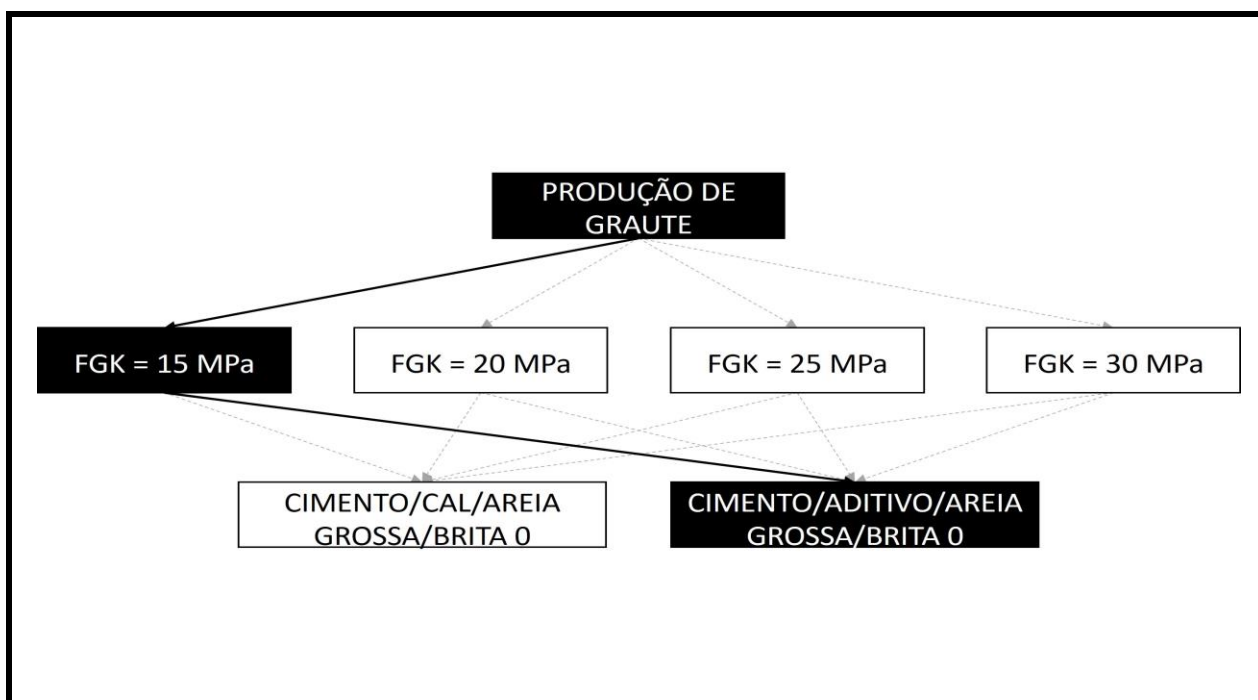 PRODUÇÃO DE
GRAUTE
FGK = 15 MPa
FGK = 20 MPa
FGK = 25 MPa
FGK = 30 MPa
CIMENTO/CAL/AREIA
GROSSA/BRITA 0
CIMENTO/ADITIVO/AREIA
GROSSA/BRITA 0